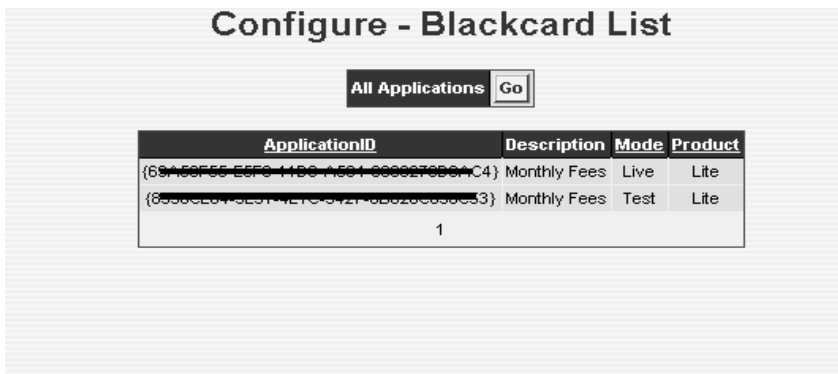 Configure - Blackcard List
All Applications Go
ApplicationID Description Mode Product
Monthly Fees Live Lite
Monthly Fees Test Lite
1